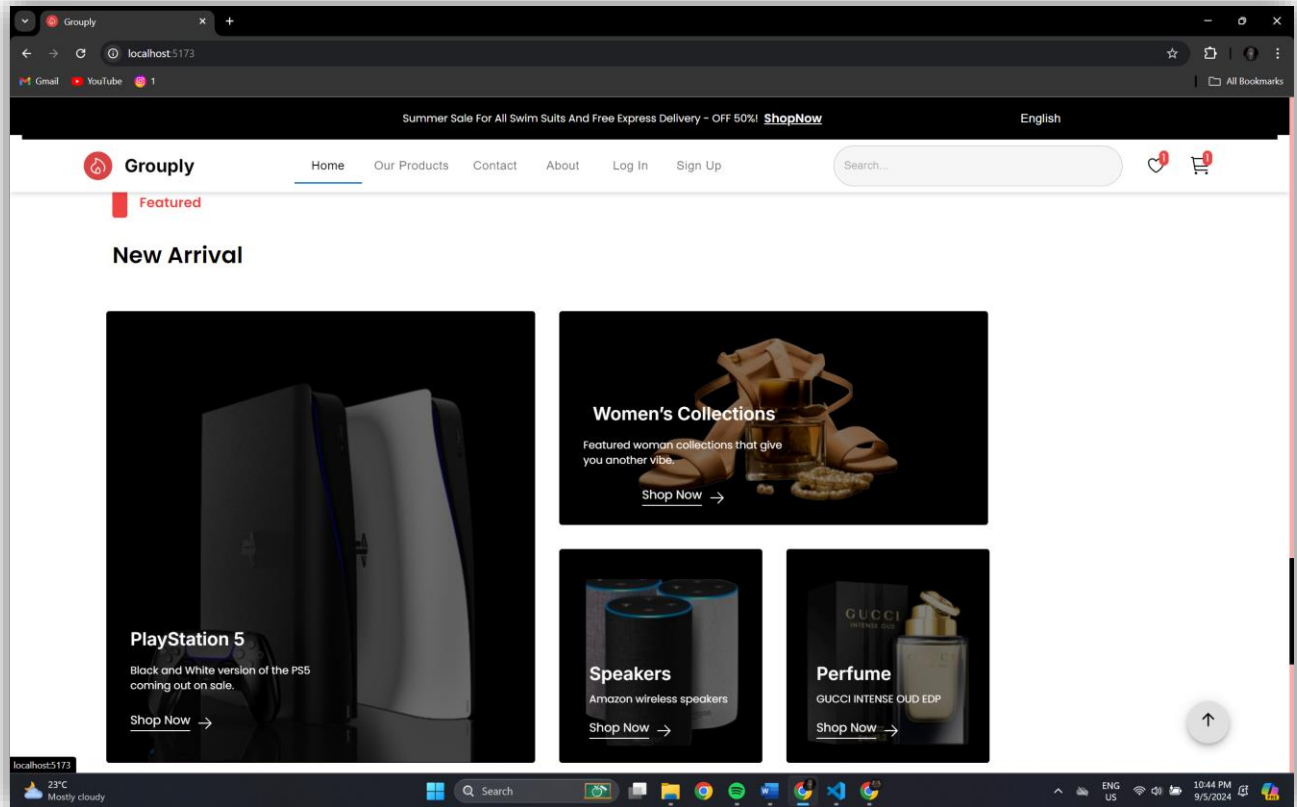 Grouply
localhost:5173
Gmail YouTube 1 All Bookmarks
Summer Sale For All Swim Suits And Free Express Delivery - OFF 50%! ShopNow English
Grouply Home Our Products Contact About Log In Sign Up Search... 1 1
Featured
New Arrival
Women's Collections
Featured woman collections that give
you another vibe.
Shop Now
PlayStation 5
Black and White version of the PS5
coming out on sale.
Shop Now
Speakers
Amazon wireless speakers
Shop Now
GUCCI
INTENSE OUD
Perfume
GUCCI INTENSE OUD EDP
Shop Now
localhost:5173
23°C
Mostly cloudy
Search
ENG
US
10:44 PM
9/5/2024